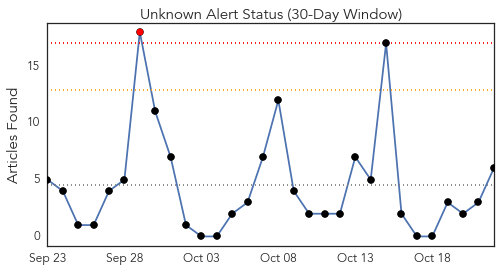 Unknown Alert Status (30-Day Window)
Articles Found
15
10
5
0
Sep 23 Sep 28 Oct 03 Oct 08 Oct 13 Oct 18